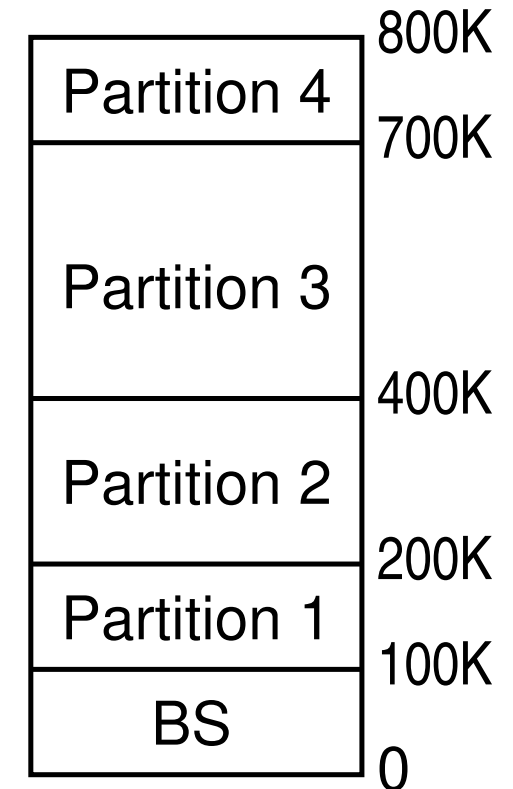 800K
Partition 4
700K
Partition 3
400K
Partition 2
200K
Partition 1
100K
BS
0